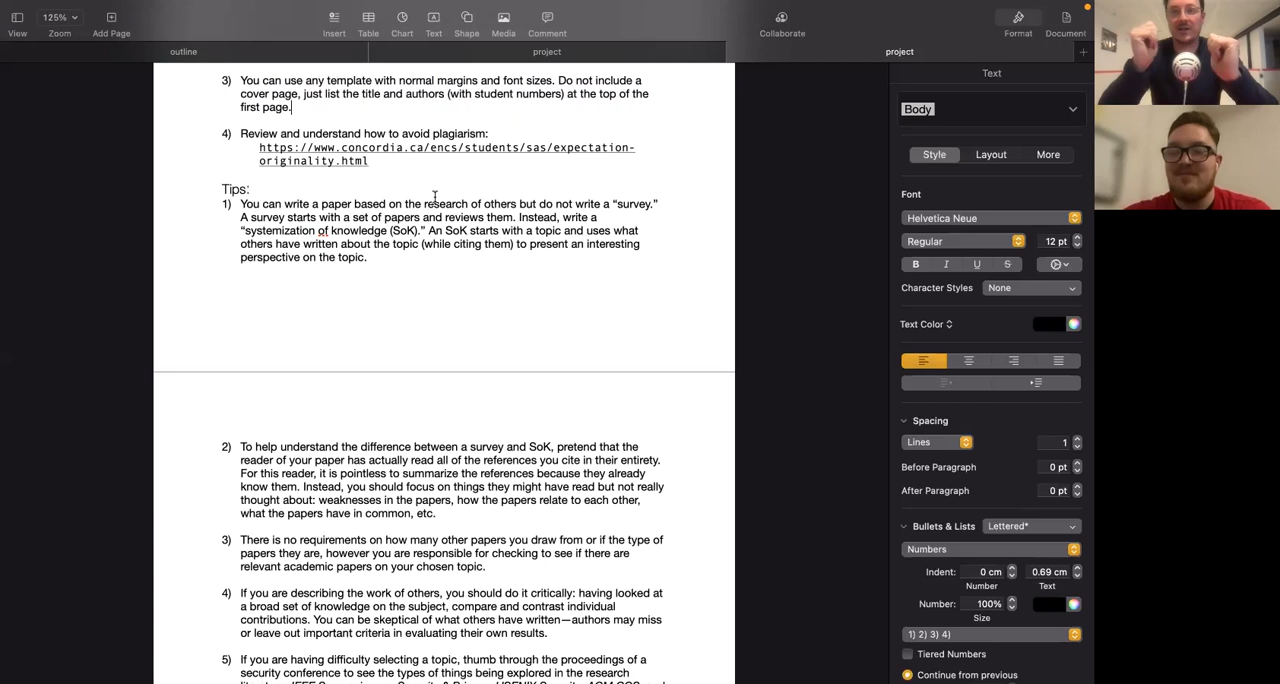 125%
View
Zoom
Add Page
Insert
Table
Chart
Text
Shape
Media
Comment
Collaborate
Format
Document
outline
project
project
3) You can use any template with normal margins and font sizes. Do not include a
cover page, just list the title and authors (with student numbers) at the top of the
first page.
4) Review and understand how to avoid plagiarism:
https://www.concordia.ca/encs/students/sas/expectation-
originality.html
Tips:
1) You can write a paper based on the research of others but do not write a “survey.”
A survey starts with a set of papers and reviews them. Instead, write a
“systemization of knowledge (SoK).” An SoK starts with a topic and uses what
others have written about the topic (while citing them) to present an interesting
perspective on the topic.
2) To help understand the difference between a survey and SoK, pretend that the
reader of your paper has actually read all of the references you cite in their entirety.
For this reader, it is pointless to summarize the references because they already
know them. Instead, you should focus on things they might have read but not really
thought about: weaknesses in the papers, how the papers relate to each other,
what the papers have in common, etc.
3) There is no requirements on how many other papers you draw from or if the type of
papers they are, however you are responsible for checking to see if there are
relevant academic papers on your chosen topic.
4) If you are describing the work of others, you should do it critically: having looked at
a broad set of knowledge on the subject, compare and contrast individual
contributions. You can be skeptical of what others have written—authors may miss
or leave out important criteria in evaluating their own results.
5) If you are having difficulty selecting a topic, thumb through the proceedings of a
security conference to see the types of things being explored in the research
Text
Body
Style
Layout
More
Font
Helvetica Neue
Regular
12 pt
B I U S
Character Styles
None
Text Color
Spacing
Lines
1
Before Paragraph
0 pt
After Paragraph
0 pt
Bullets & Lists
Lettered*
Numbers
Indent:
0 cm
0.69 cm
Number
Text
Number:
100%
Size
1) 2) 3) 4)
Tiered Numbers
Continue from previous